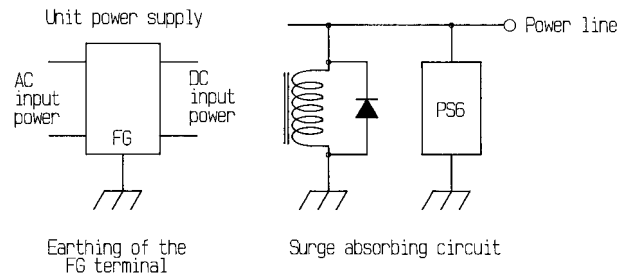 Unit power supply
Power line
AC
input
power
DC
input
power
FG
PS6
Earthing of the
FG terminal
Surge absorbing circuit